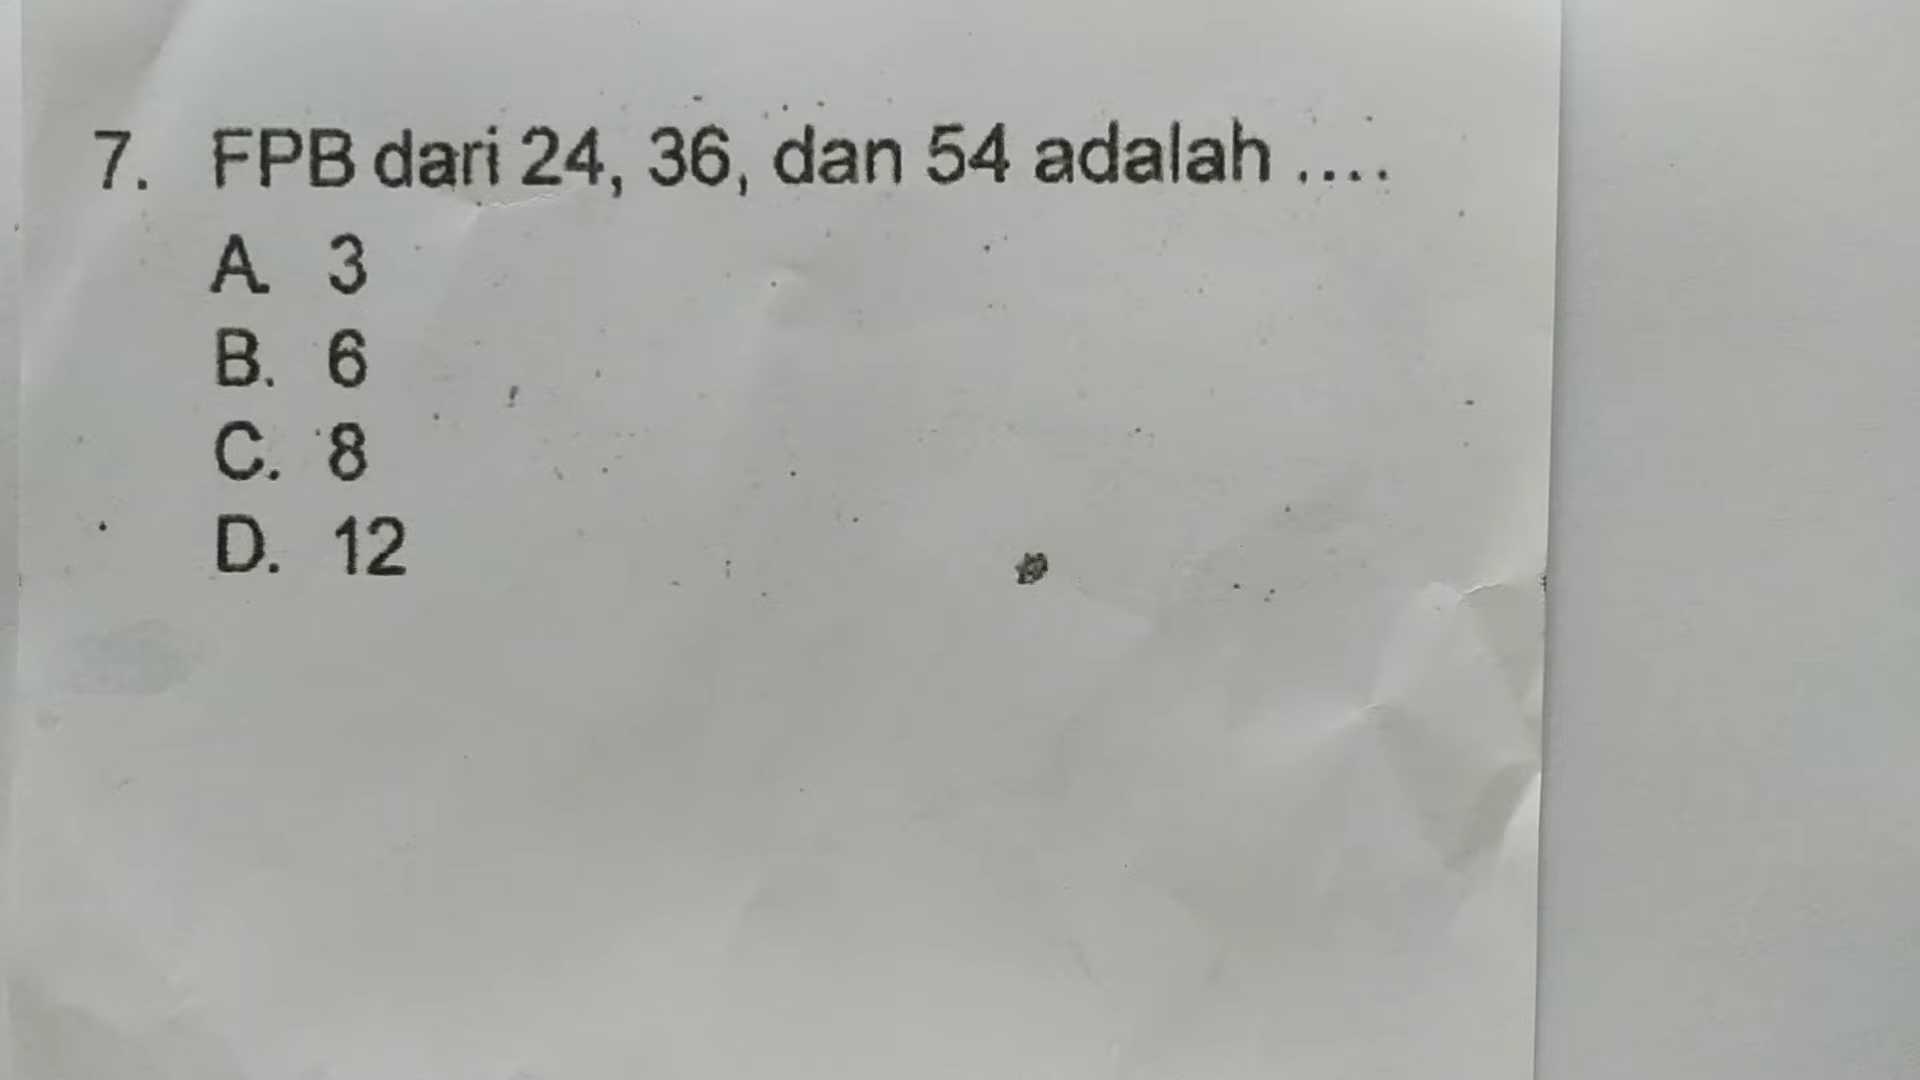 7. FPB dari 24, 36, dan 54 adalah ....
A. 3
B. 6
C. 8
D. 12